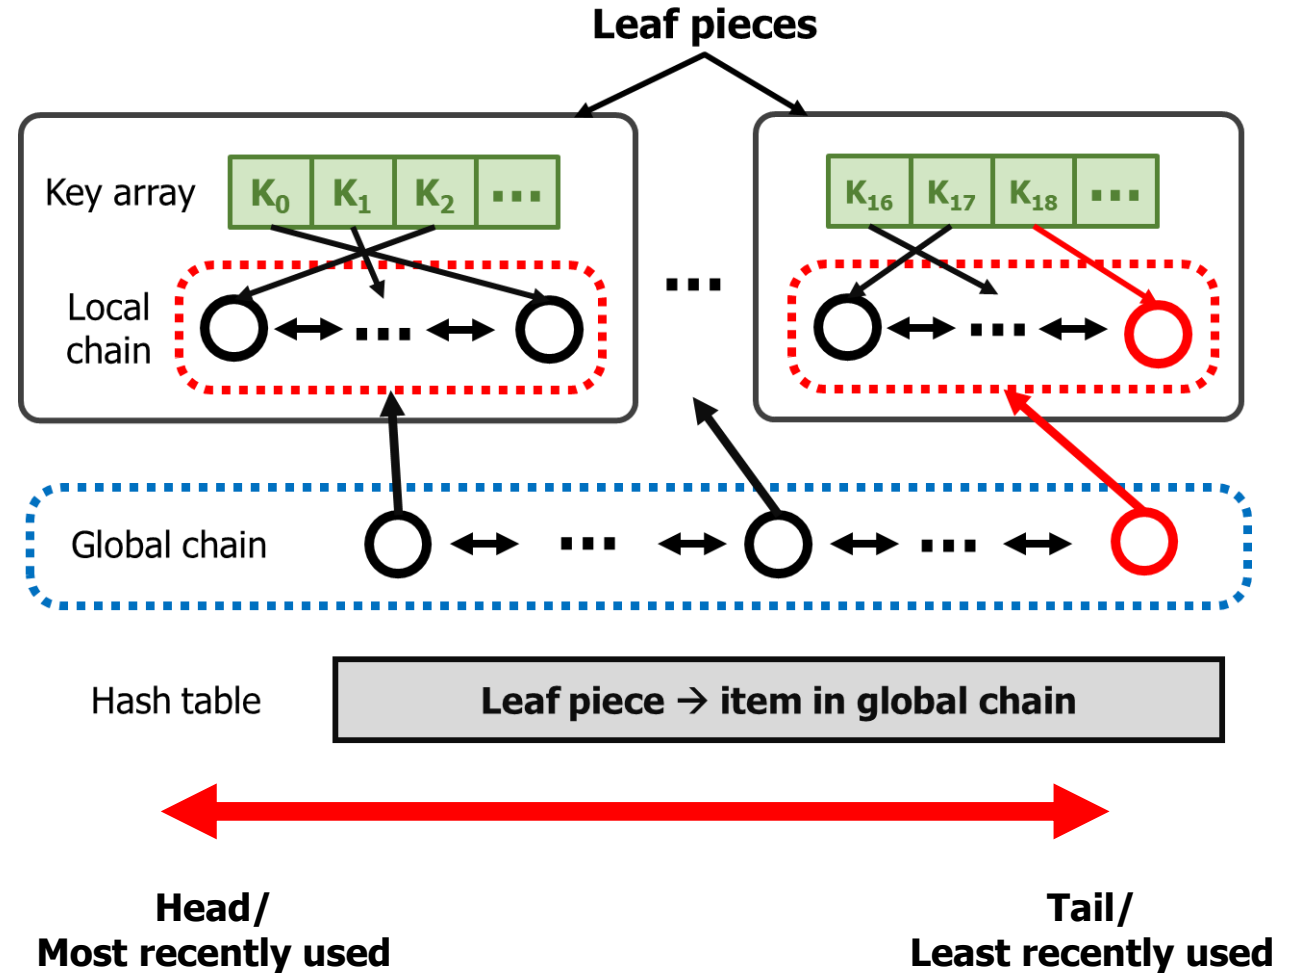 Leaf pieces
Key array
K0 K1 K2 ...
K16 K17 K18 ...
Local
chain
...
...
...
Global chain
... ...
Hash table
Leaf piece → item in global chain
Head/
Most recently used
Tail/
Least recently used